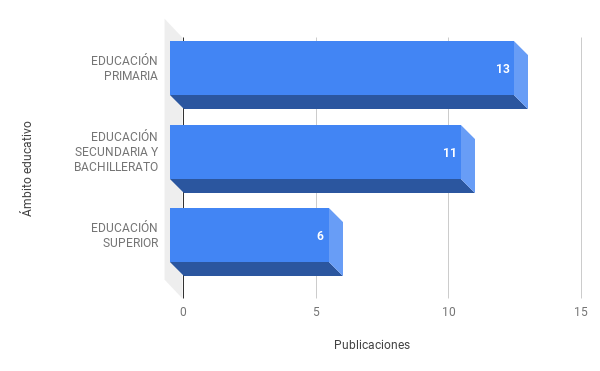 Ámbito educativo
EDUCACIÓN
PRIMARIA
13
EDUCACIÓN
SECUNDARIA Y
BACHILLERATO
11
EDUCACIÓN
SUPERIOR
6
0 5 10 15
Publicaciones